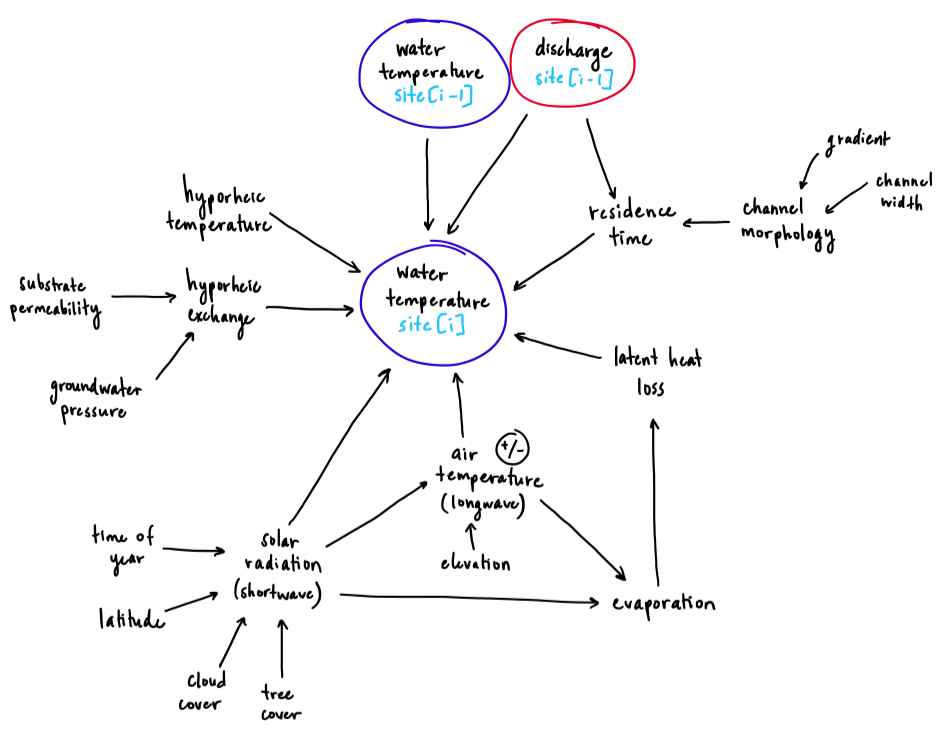 water
temperature
site[i-1]
discharge
site[i-1]
gradient
channel
width
channel
morphology
residence
time
hyporheic
temperature
substrate
permeability
hyporheic
exchange
groundwater
pressure
water
temperature
site[i]
latent heat
loss
air +/-
temperature
(longwave)
elevation
time of
year
solar
radiation
(shortwave)
latitude
cloud
cover
tree
cover
evaporation